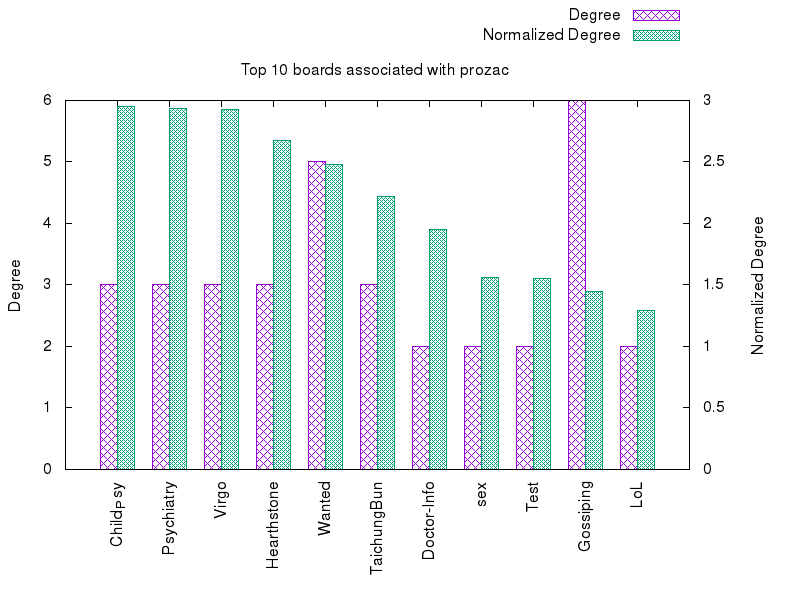 Degree
Normalized Degree
Top 10 boards associated with prozac
6
5
4
3
2
1
0
3
2.5
2
1.5
1
0.5
0
Degree
Normalized Degree
ChildPsy
Psychiatry
Virgo
Hearthstone
Wanted
TaichungBun
Doctor-Info
sex
Test
Gossiping
LoL